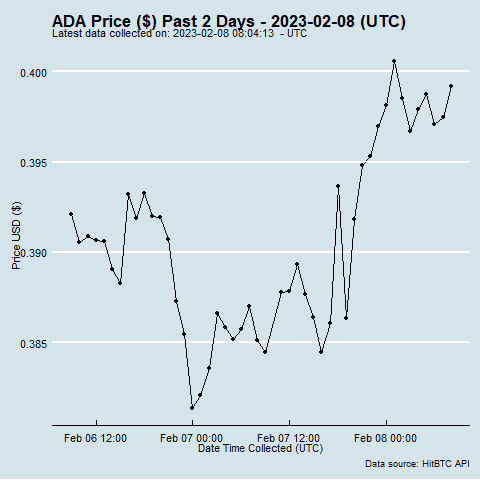 ADA Price ($) Past 2 Days - 2023-02-08 (UTC)
Latest data collected on: 2023-02-08 08:04:13 - UTC
0.400
0.395
0.390
0.385
Price USD ($)
Feb 06 12:00 Feb 07 00:00 Feb 07 12:00 Feb 08 00:00
Date Time Collected (UTC)
Data source: HitBTC API